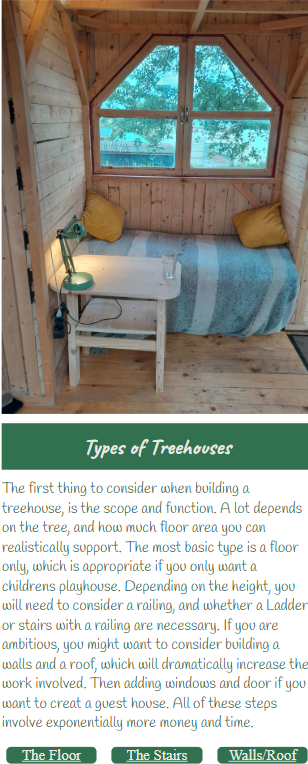 Types of Treehouses
The first thing to consider when building a
treehouse, is the scope and function. A lot depends
on the tree, and how much floor area you can
realistically support. The most basic type is a floor
only, which is appropriate if you only want a
childrens playhouse. Depending on the height, you
will need to consider a railing, and whether a Ladder
or stairs with a railing are necessary. If you are
ambitious, you might want to consider building a
walls and a roof, which will dramatically increase the
work involved. Then adding windows and door if you
want to creat a guest house. All of these steps
involve exponentially more money and time.
The Floor The Stairs Walls/Roof